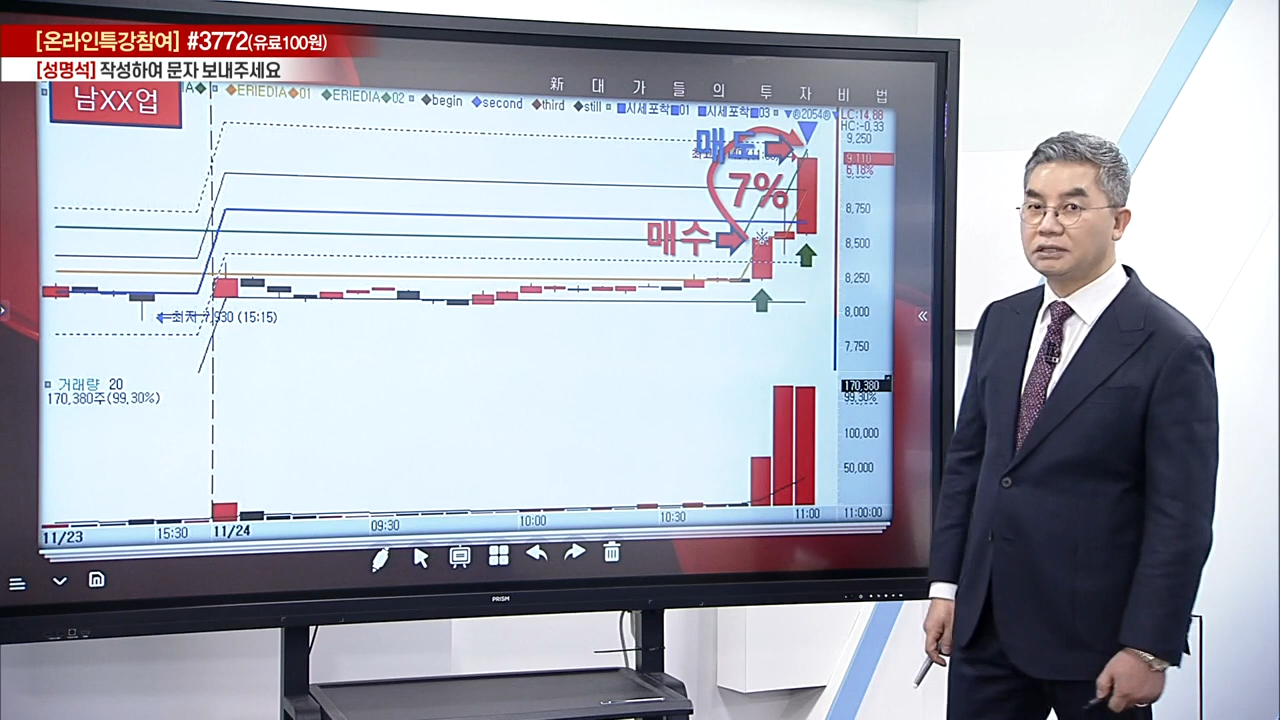 [온라인특강참여] #3772(유료100원)
[성명석] 작성하여 문자 보내주세요
新 대 가 들 의 투 자 비 법
남XX업
IA ERIEDIA 01 ERIEDIA 02 begin second third still 시세포착 01 시세포착 03 ®2054®
LC:14.88
HC:-0.33
9,250
매도
9,110
6.18%
7%
8,750
매수
8,500
8,250
8,000
최저 7,930 (15:15)
7,750
거래량 20
170,380주(99.30%)
170,380
99.30%
100,000
50,000
11/23 15:30 11/24 09:30 10:00 10:30 11:00 11:00:00
PRISM